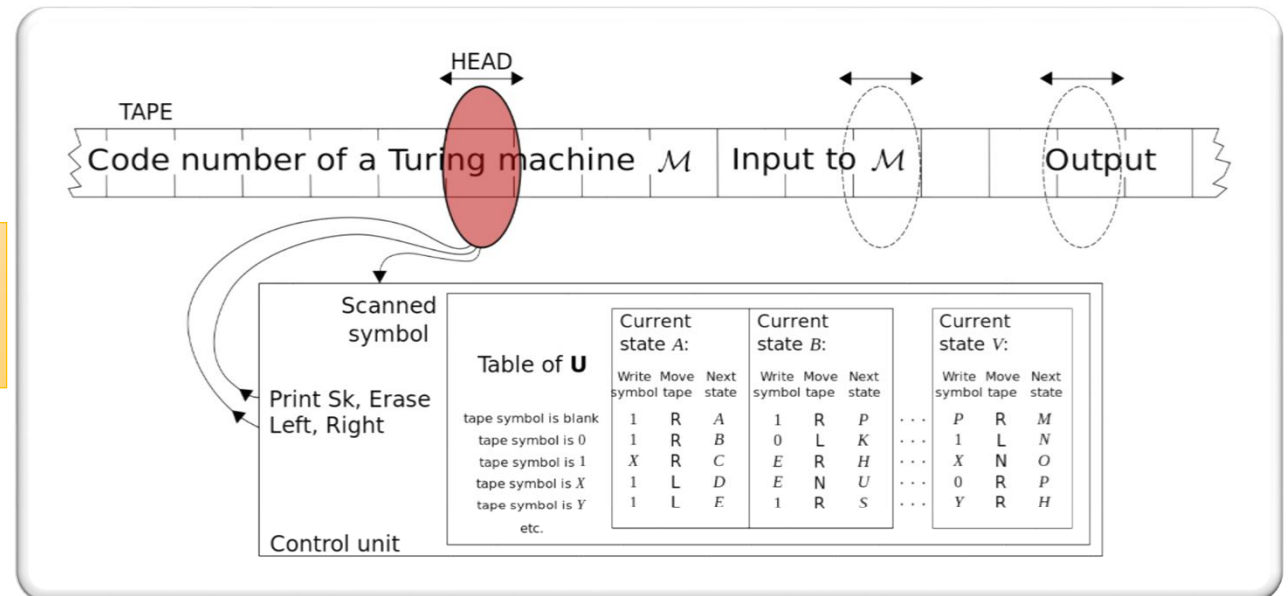 HEAD
TAPE
Code number of a Turing machine ℳ Input to ℳ Output
Scanned
symbol
Print Sk, Erase
Left, Right
Control unit
Table of U
Current
state A:
Current
state B:
Current
state V:
Write Move Next Write Move Next Write Move Next
symbol tape state symbol tape state symbol tape state
tape symbol is blank 1 R A 1 R P . . . P R M
tape symbol is 0 1 R B 0 L K . . . 1 L N
tape symbol is 1 X R C E R H . . . X N O
tape symbol is X 1 L D E N U . . . 0 R P
tape symbol is Y 1 L E 1 R S . . . Y R H
etc.